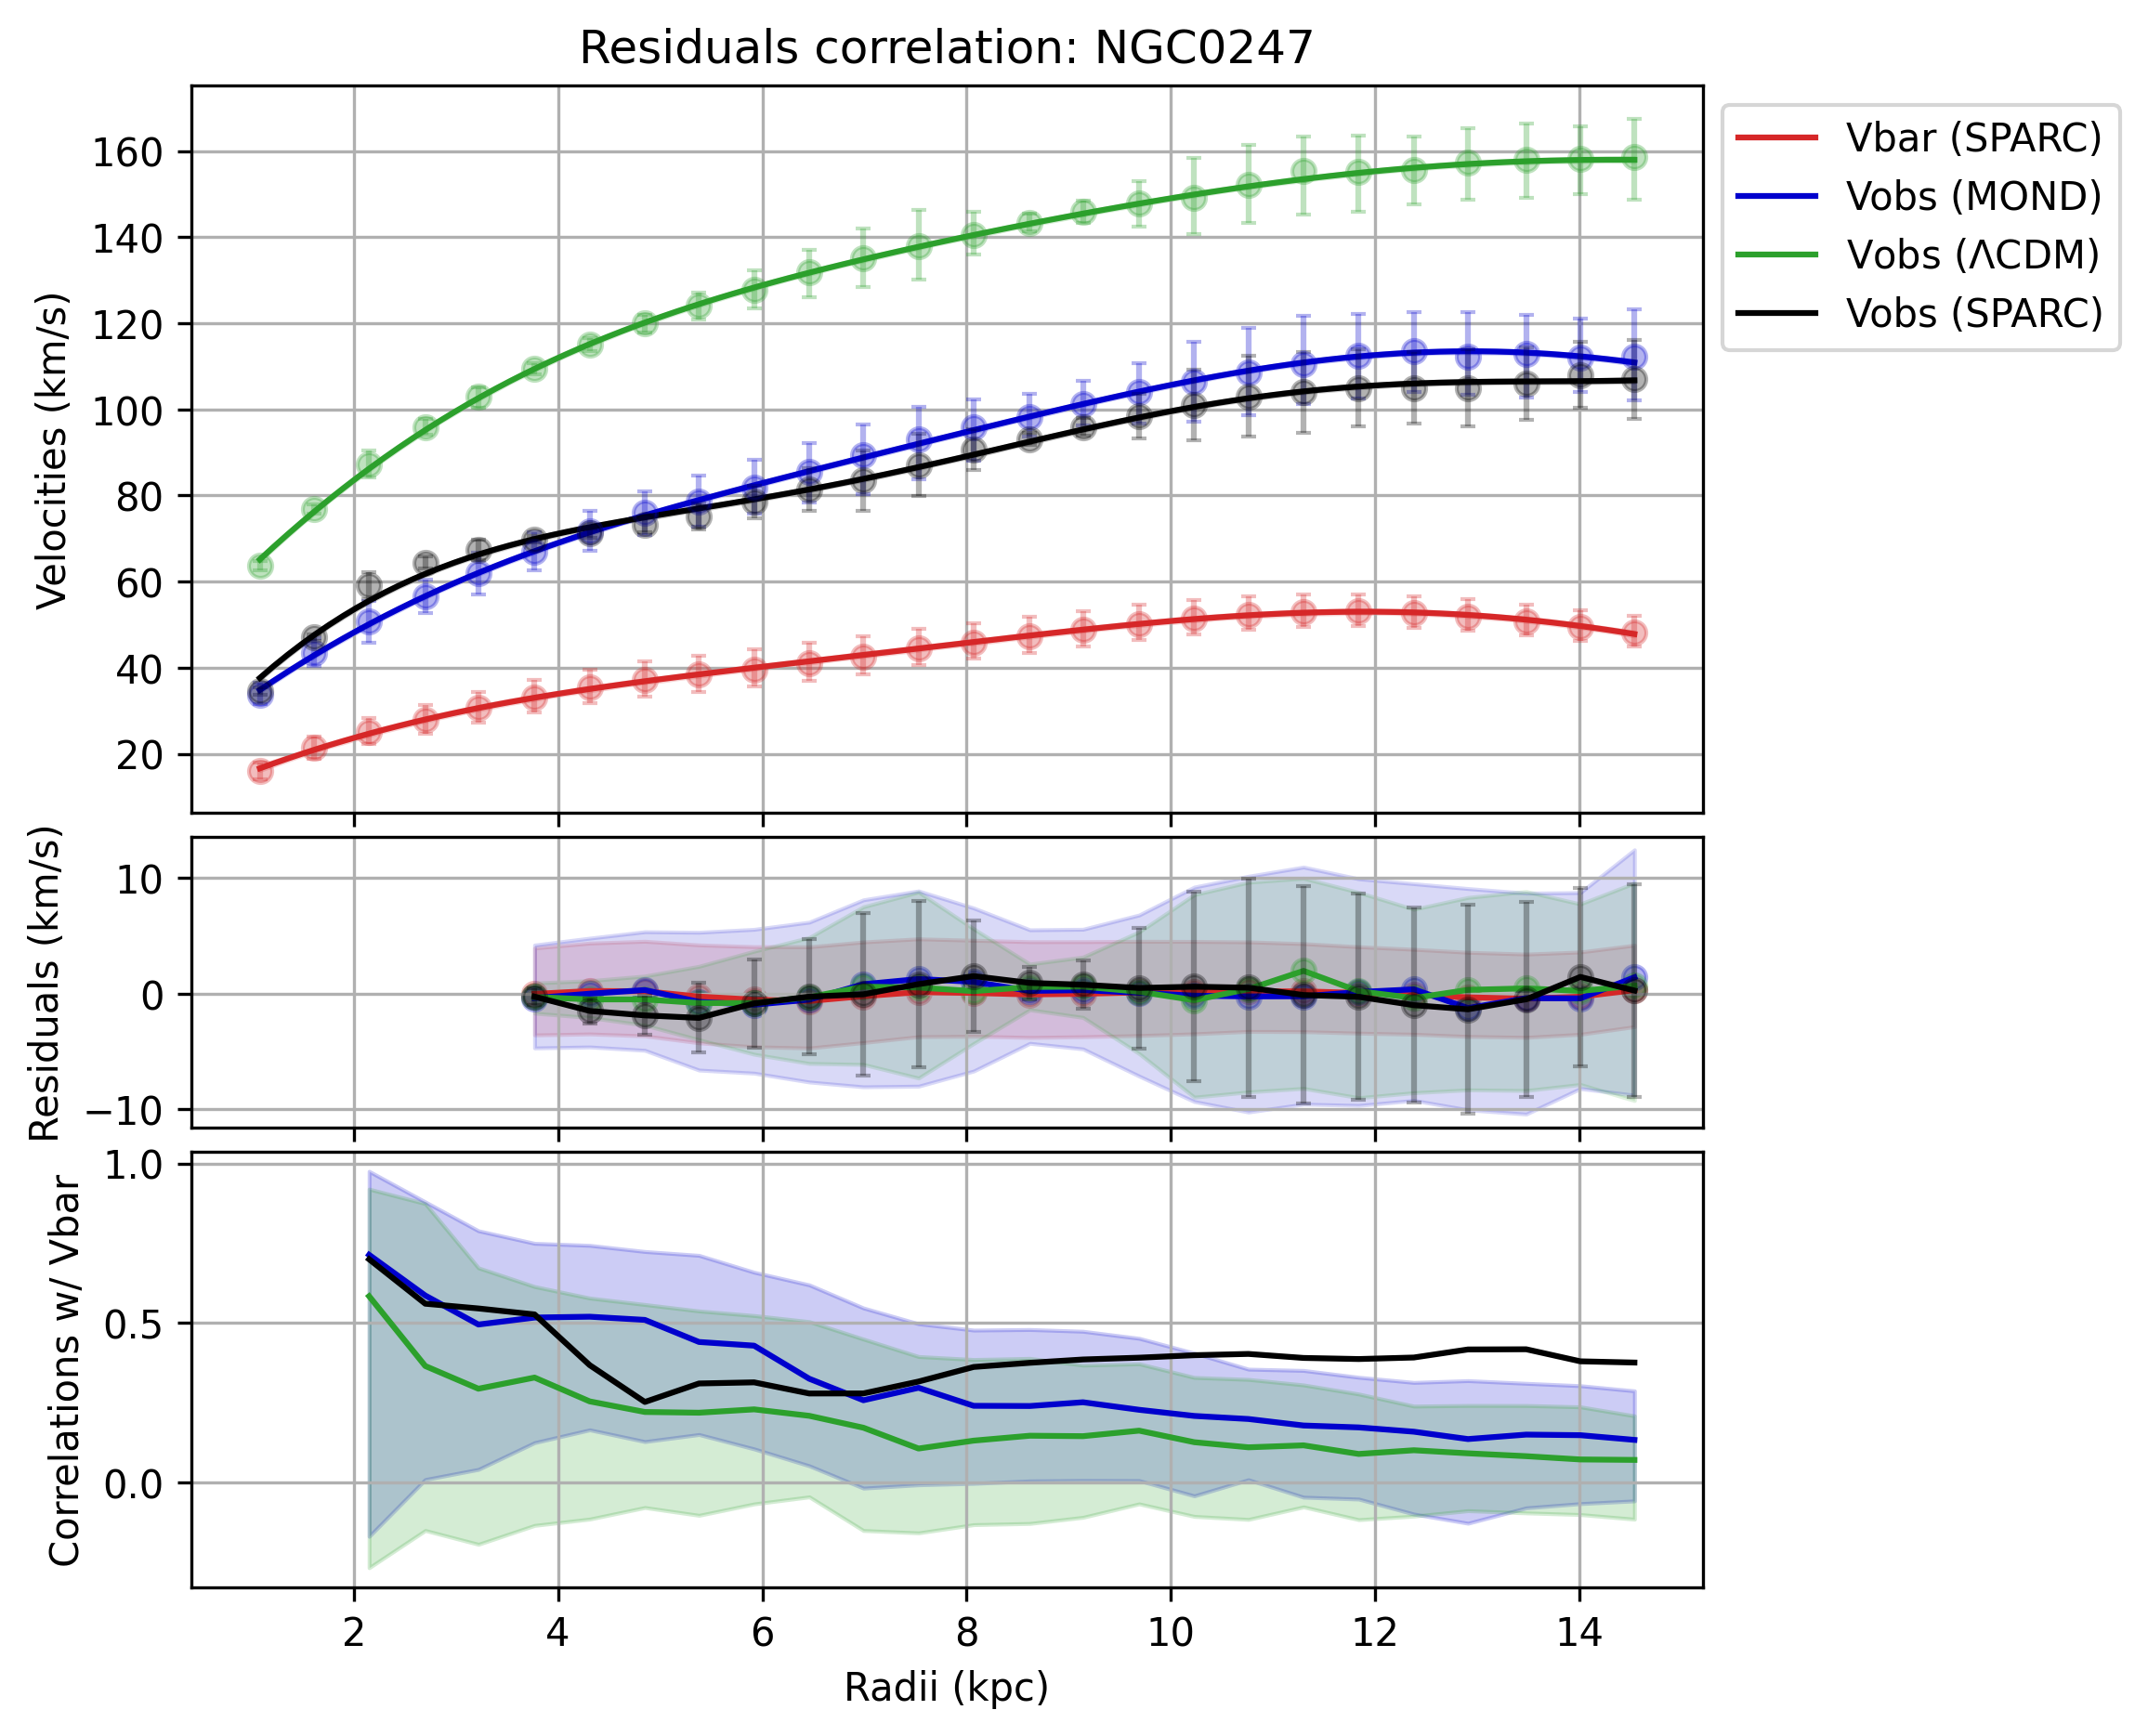 Residuals correlation: NGC0247
Velocities (km/s)
160
140
120
100
80
60
40
20
Vbar (SPARC)
Vobs (MOND)
Vobs (ΛCDM)
Vobs (SPARC)
Residuals (km/s)
10
0
−10
Correlations w/ Vbar
1.0
0.5
0.0
2 4 6 8 10 12 14
Radii (kpc)